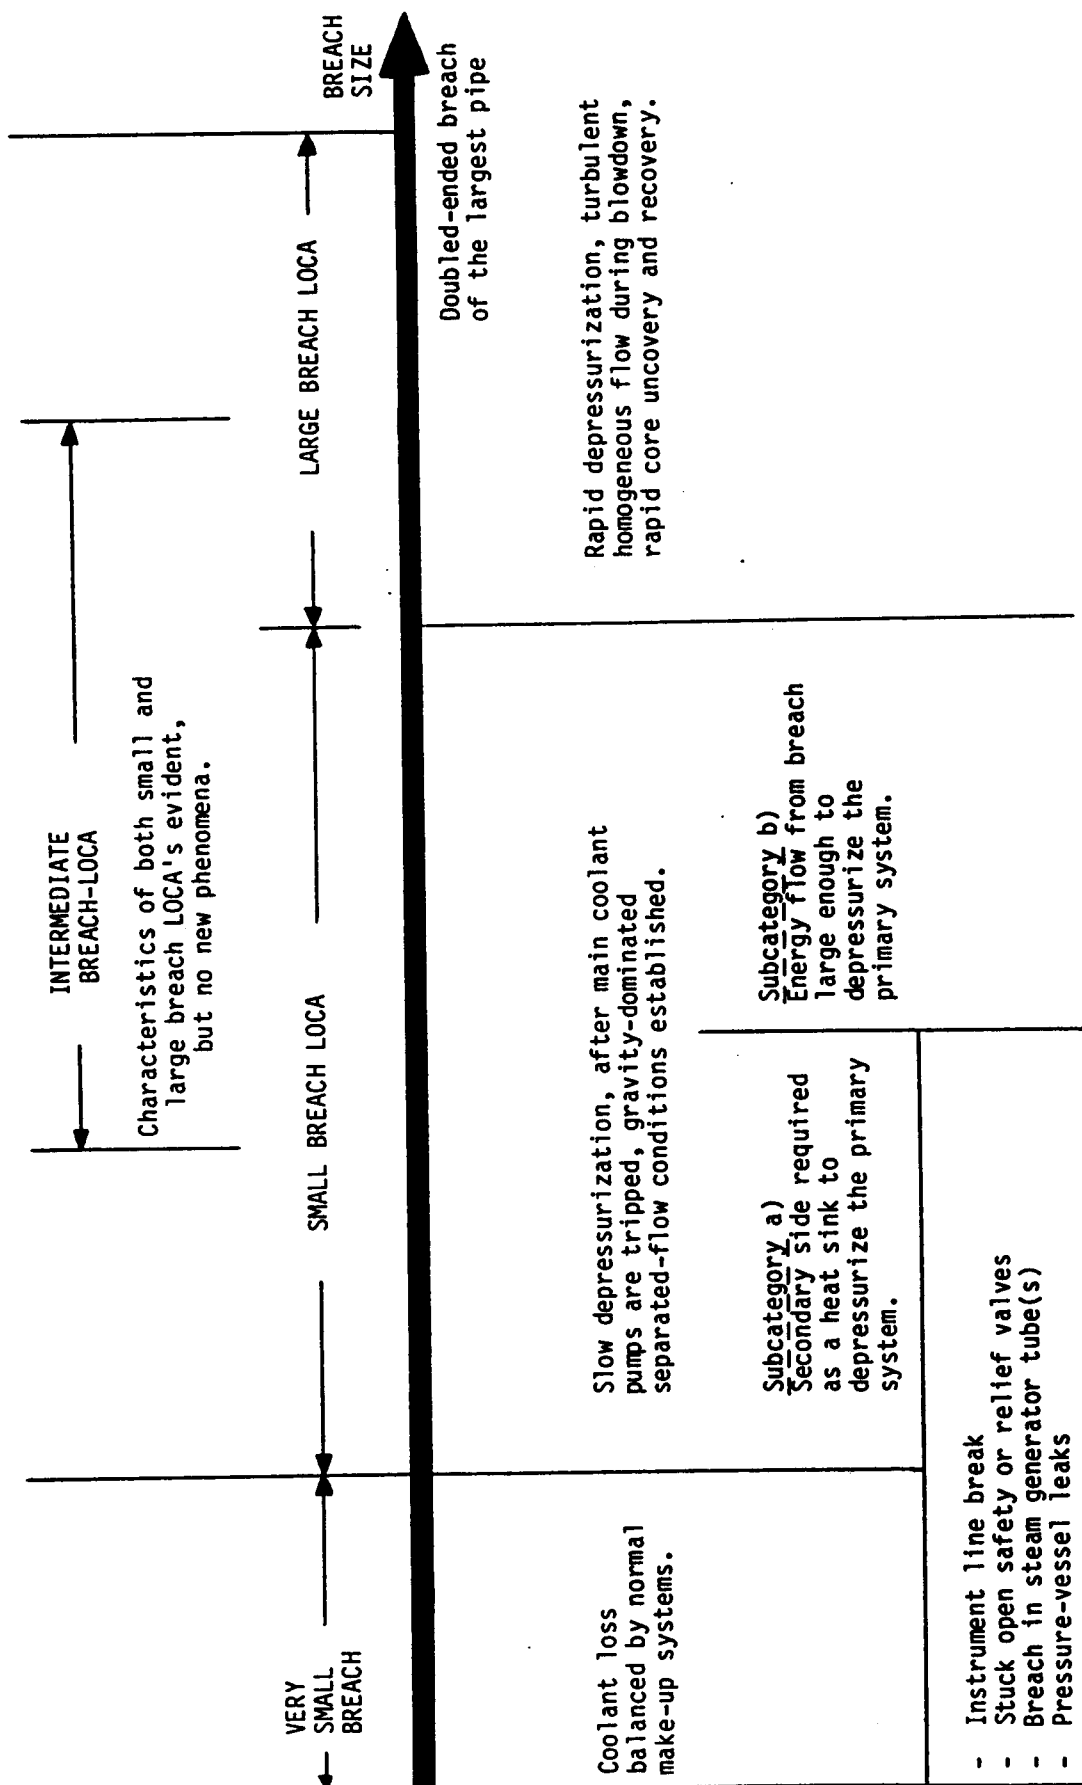 INTERMEDIATE
BREACH-LOCA
Characteristics of both small and
large breach LOCA's evident,
but no new phenomena.
VERY
SMALL
BREACH
SMALL BREACH LOCA
LARGE BREACH LOCA
BREACH
SIZE
Doubled-ended breach
of the largest pipe
Coolant loss
balanced by normal
make-up systems.
Slow depressurization, after main coolant
pumps are tripped, gravity-dominated
separated-flow conditions established.
Subcategory a)
Secondary side required
as a heat sink to
depressurize the primary
system.
Subcategory b)
Energy flow from breach
large enough to
depressurize the
primary system.
Rapid depressurization, turbulent
homogeneous flow during blowdown,
rapid core uncovery and recovery.
- Instrument line break
- Stuck open safety or relief valves
- Breach in steam generator tube(s)
- Pressure-vessel leaks